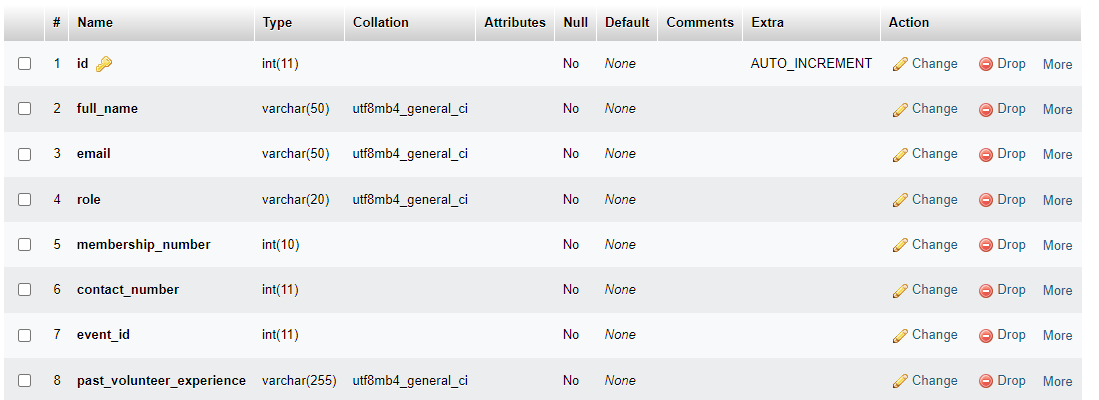 # Name Type Collation Attributes Null Default Comments Extra Action
1 id int(11) No None AUTO_INCREMENT Change Drop More
2 full_name varchar(50) utf8mb4_general_ci No None Change Drop More
3 email varchar(50) utf8mb4_general_ci No None Change Drop More
4 role varchar(20) utf8mb4_general_ci No None Change Drop More
5 membership_number int(10) No None Change Drop More
6 contact_number int(11) No None Change Drop More
7 event_id int(11) No None Change Drop More
8 past_volunteer_experience varchar(255) utf8mb4_general_ci No None Change Drop More